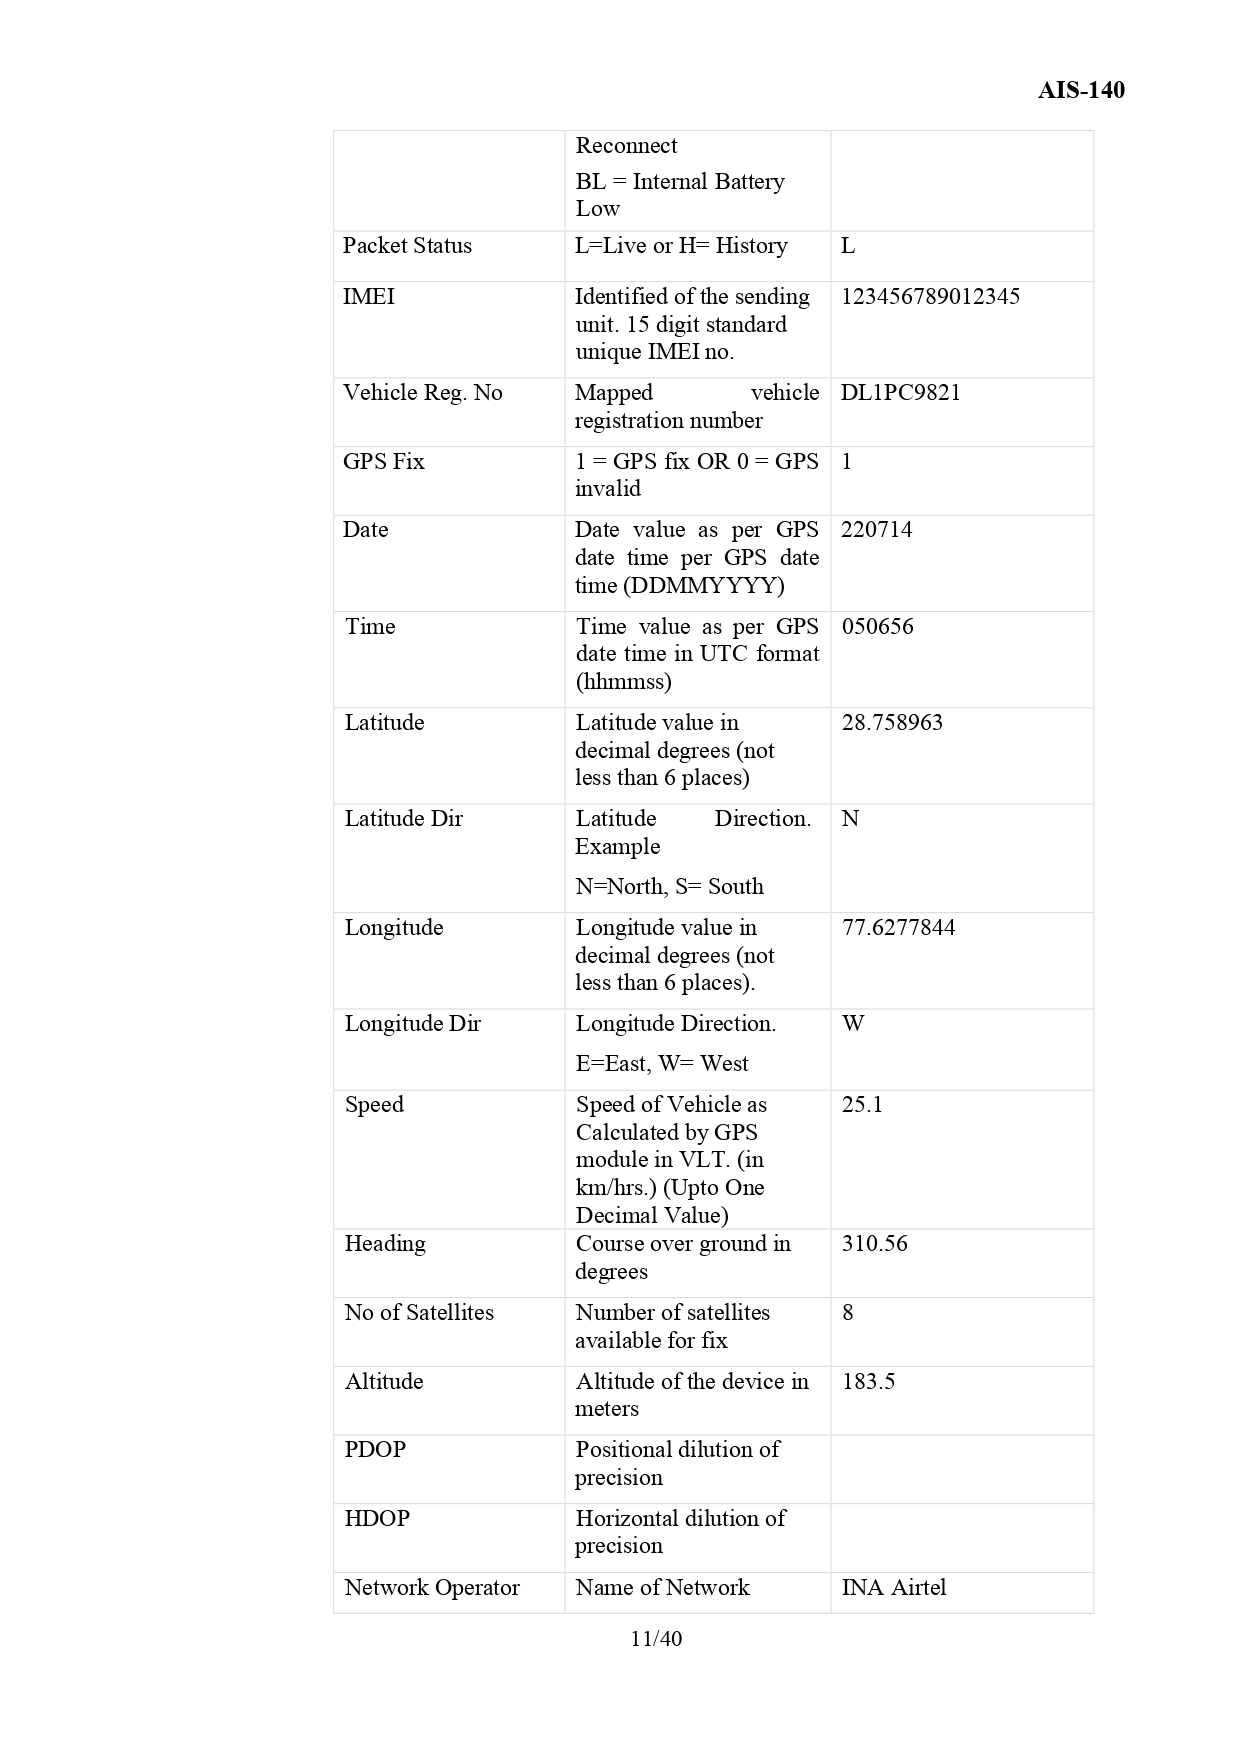 AIS-140
Reconnect
BL = Internal Battery
Low
Packet Status L=Live or H= History L
IMEI Identified of the sending 123456789012345
unit. 15 digit standard
unique IMEI no.
Vehicle Reg. No Mapped vehicle DL1PC9821
registration number
GPS Fix 1 = GPS fix OR 0 = GPS 1
invalid
Date Date value as per GPS 220714
date time per GPS date
time (DDMMYYYY)
Time Time value as per GPS 050656
date time in UTC format
(hhmmss)
Latitude Latitude value in 28.758963
decimal degrees (not
less than 6 places)
Latitude Dir Latitude Direction. N
Example
N=North, S= South
Longitude Longitude value in 77.6277844
decimal degrees (not
less than 6 places).
Longitude Dir Longitude Direction. W
E=East, W= West
Speed Speed of Vehicle as 25.1
Calculated by GPS
module in VLT. (in
km/hrs.) (Upto One
Decimal Value)
Heading Course over ground in 310.56
degrees
No of Satellites Number of satellites 8
available for fix
Altitude Altitude of the device in 183.5
meters
PDOP Positional dilution of
precision
HDOP Horizontal dilution of
precision
Network Operator Name of Network INA Airtel
11/40